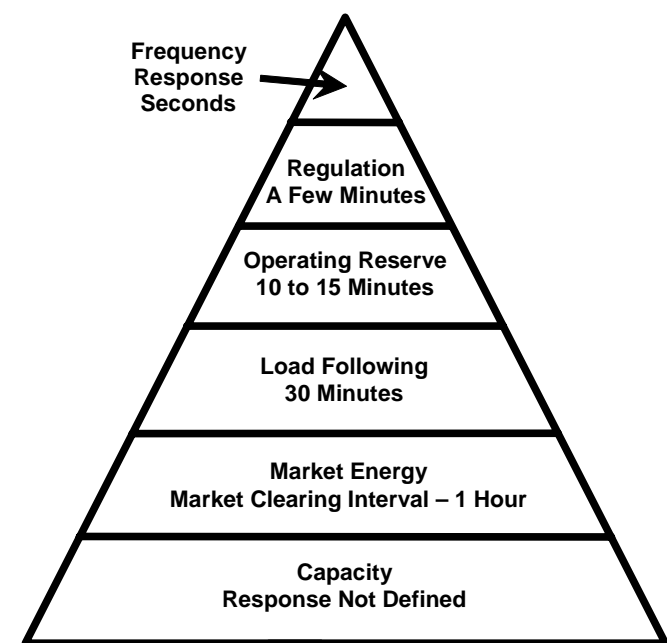 Frequency
Response
Seconds
Regulation
A Few Minutes
Operating Reserve
10 to 15 Minutes
Load Following
30 Minutes
Market Energy
Market Clearing Interval – 1 Hour
Capacity
Response Not Defined